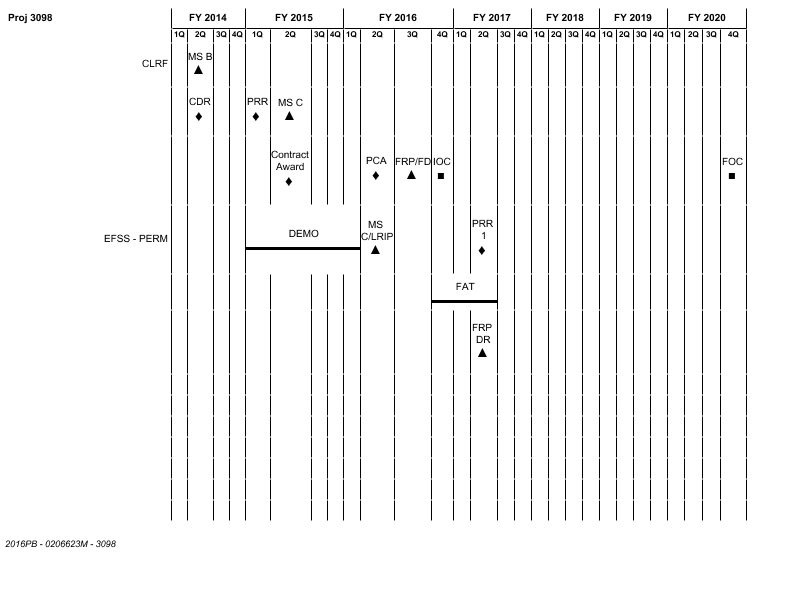 Proj 3098
FY 2014 FY 2015 FY 2016 FY 2017 FY 2018 FY 2019 FY 2020
1Q 2Q 3Q 4Q 1Q 2Q 3Q 4Q 1Q 2Q 3Q 4Q 1Q 2Q 3Q 4Q 1Q 2Q 3Q 4Q 1Q 2Q 3Q 4Q 1Q 2Q 3Q 4Q
CLRF
MS B
CDR PRR MS C
Contract
Award
PCA FRP/FD IOC FOC
EFSS - PERM
DEMO
MS
C/LRIP
PRR
1
FAT
FRP
DR
2016PB - 0206623M - 3098